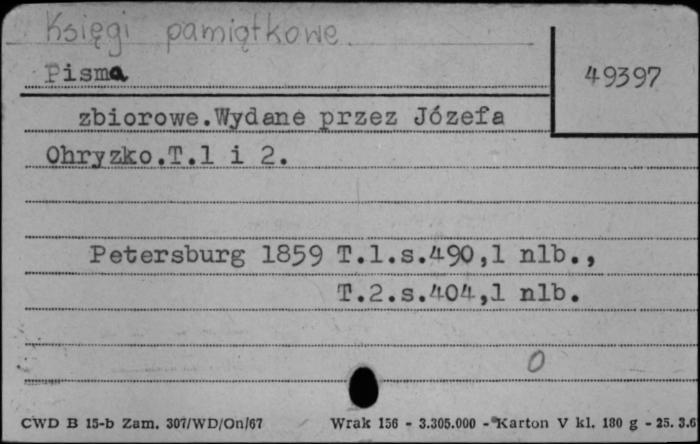 Księgi pamiątkowe.
Pisma
49397
zbiorowe.Wydane przez Józefa
Ohryzko.T.1 i 2.
Petersburg 1859 T.1.s.490,1 nlb.,
T.2.s.404,1 nlb.
0
CWD B 15-b Zam. 307/WD/On/67
Wrak 156 - 3.305.000 - Karton V kl. 180 g - 25. 3.